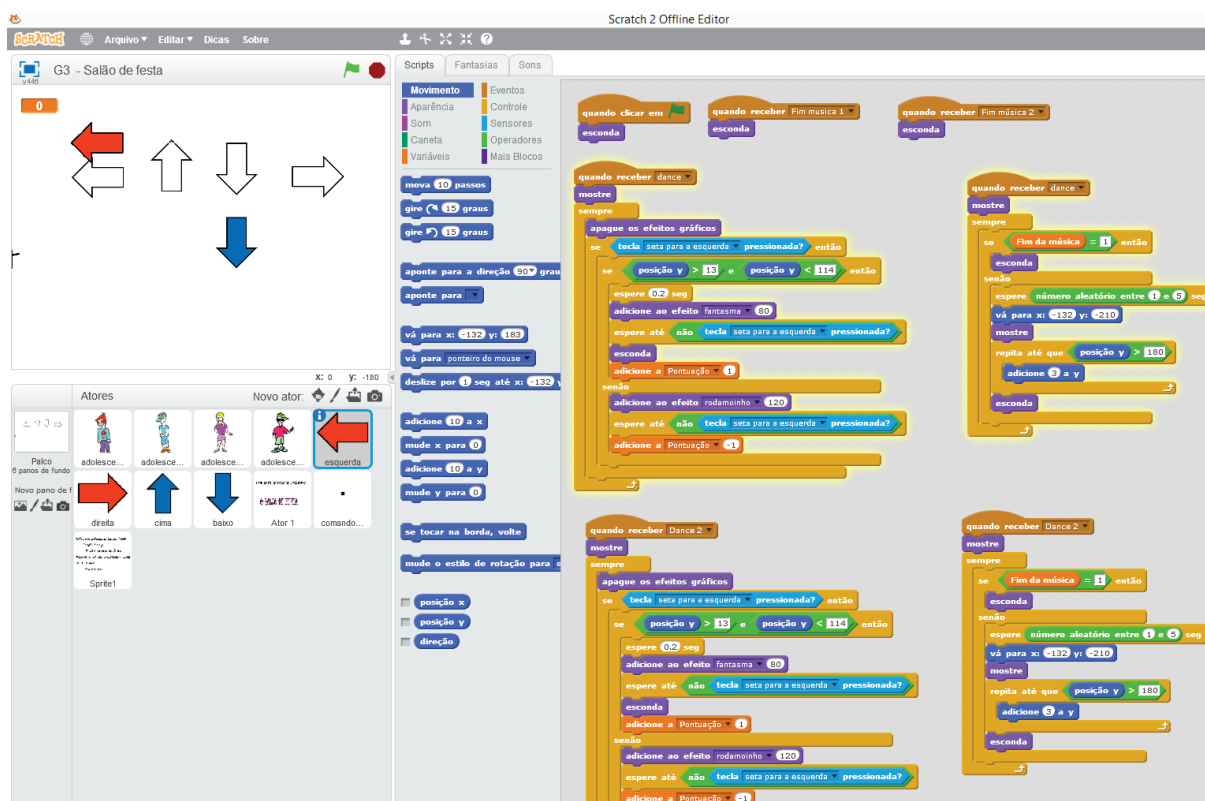 Scratch 2 Offline Editor
SCRATCH Arquivo Editar Dicas Sobre
v446
G3 - Salão de festa
0
X: 0 y: -180
Atores
Novo ator:
Palco
6 panos de fundo
Novo pano de f
adolesce...
adolesce...
adolesce...
adolesce...
esquerda
direita
cima
baixo
Ator 1
comando...
Sprite1
Scripts Fantasias Sons
Movimento Eventos
Aparência Controle
Som Sensores
Caneta Operadores
Variáveis Mais Blocos
mova 10 passos
gire 15 graus
gire 15 graus
aponte para a direção 90 grau
aponte para
vá para x: -132 y: 183
vá para ponteiro do mouse
deslize por 1 seg até x: -132 y
adicione 10 a x
mude x para 0
adicione 10 a y
mude y para 0
se tocar na borda, volte
mude o estilo de rotação para
posição x
posição y
direção
quando clicar em
esconda
quando receber Fim musica 1
esconda
quando receber Fim música 2
esconda
quando receber dance
mostre
sempre
apague os efeitos gráficos
se tecla seta para a esquerda pressionada? então
se posição y > 13 e posição y < 114 então
espere 0.2 seg
adicione ao efeito fantasma 80
espere até não tecla seta para a esquerda pressionada?
esconda
adicione a Pontuação 1
senão
adicione ao efeito rodamoinho 120
espere até não tecla seta para a esquerda pressionada?
adicione a Pontuação -1
quando receber dance
mostre
sempre
se Fim da música = 1 então
esconda
senão
espere número aleatório entre 1 e 5 seg
vá para x: -132 y: -210
mostre
repita até que posição y > 180
adicione 3 a y
esconda
quando receber Dance 2
mostre
sempre
apague os efeitos gráficos
se tecla seta para a esquerda pressionada? então
se posição y > 13 e posição y < 114 então
espere 0.2 seg
adicione ao efeito fantasma 80
espere até não tecla seta para a esquerda pressionada?
esconda
adicione a Pontuação 1
senão
adicione ao efeito rodamoinho 120
espere até não tecla seta para a esquerda pressionada?
adicione a Pontuação -1
quando receber Dance 2
mostre
sempre
se Fim da música = 1 então
esconda
senão
espere número aleatório entre 1 e 5 seg
vá para x: -132 y: -210
mostre
repita até que posição y > 180
adicione 3 a y
esconda